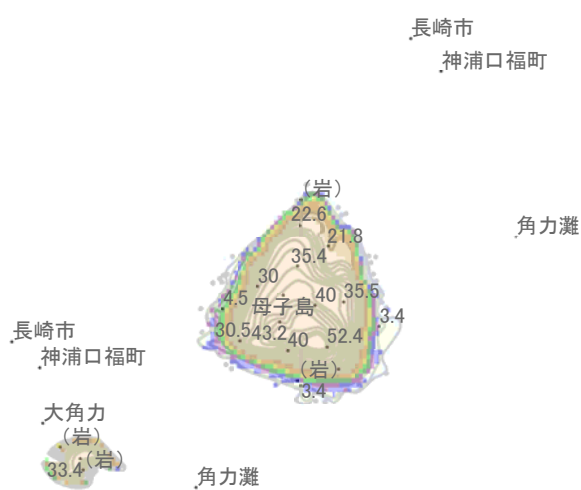 長崎市
神浦口福町
(岩)
22.6
21.8
角力灘
35.4
30
4.5
40
35.5
母子島
3.4
30.5
43.2
40
52.4
長崎市
神浦口福町
(岩)
3.4
大角力
(岩)
(岩)
33.4
角力灘